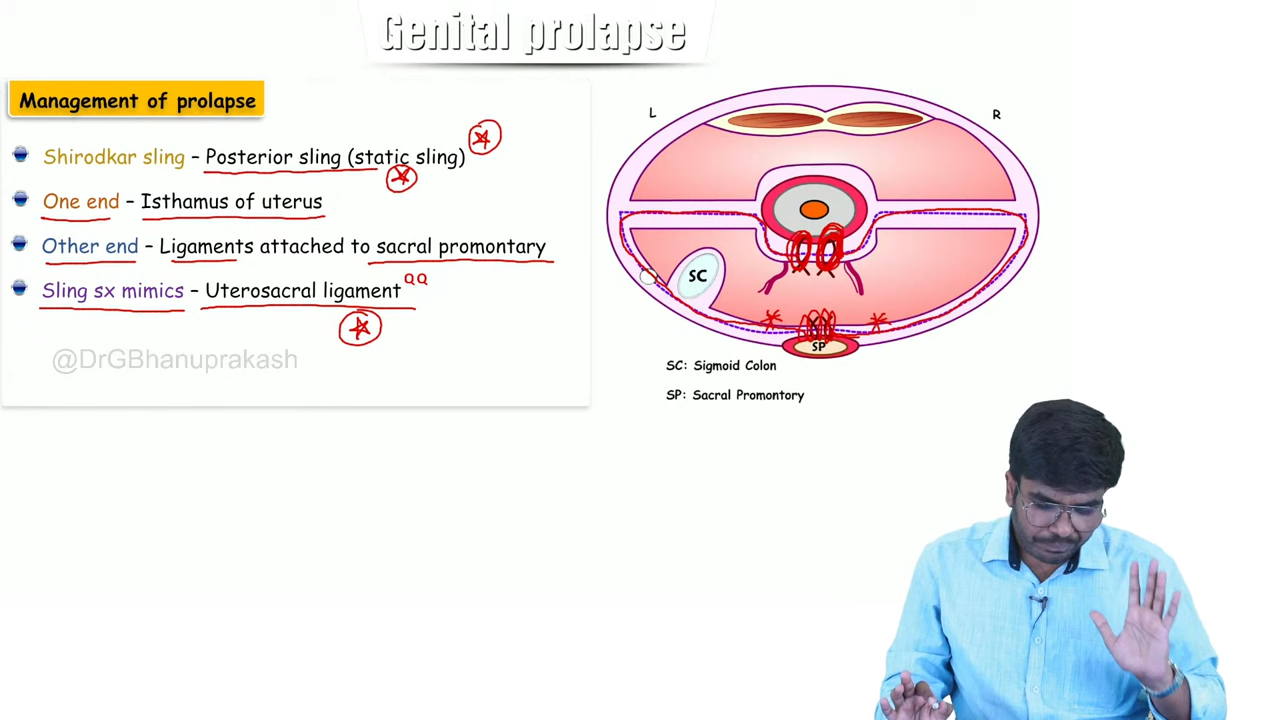 Genital prolapse
Management of prolapse
Shirodkar sling – Posterior sling (static sling)
One end – Isthamus of uterus
Other end – Ligaments attached to sacral promontary
Sling sx mimics – Uterosacral ligament QQ
@DrGBhanuprakash
L
R
SC
SP
SC: Sigmoid Colon
SP: Sacral Promontory